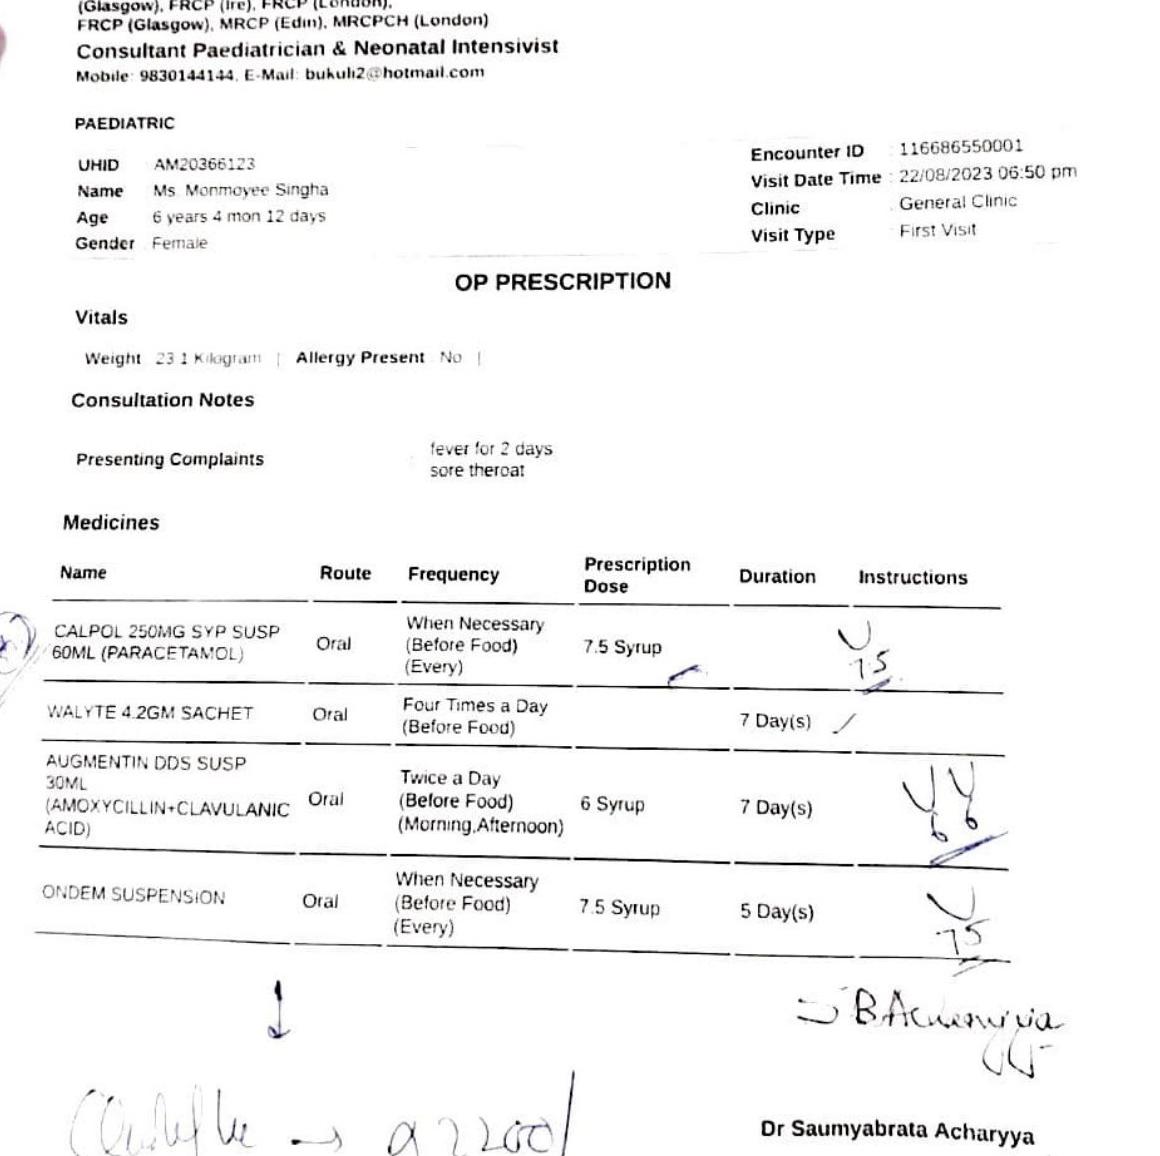 (Glasgow), FRCP (Ire), FRCP (London),
FRCP (Glasgow), MRCP (Edin), MRCPCH (London)
Consultant Paediatrician & Neonatal Intensivist
Mobile: 9830144144, E-Mail: bukuli2@hotmail.com
PAEDIATRIC
UHID AM20366123
Name Ms. Monmoyee Singha
Age 6 years 4 mon 12 days
Gender Female
Encounter ID : 116686550001
Visit Date Time : 22/08/2023 06:50 pm
Clinic : General Clinic
Visit Type : First Visit
OP PRESCRIPTION
Vitals
Weight 23.1 Kilogram | Allergy Present No |
Consultation Notes
Presenting Complaints : fever for 2 days
sore theroat
Medicines
Name Route Frequency Prescription Dose Duration Instructions
CALPOL 250MG SYP SUSP 60ML (PARACETAMOL) Oral When Necessary (Before Food) (Every) 7.5 Syrup 7.5
WALYTE 4.2GM SACHET Oral Four Times a Day (Before Food) 7 Day(s)
AUGMENTIN DDS SUSP 30ML (AMOXYCILLIN+CLAVULANIC ACID) Oral Twice a Day (Before Food) (Morning,Afternoon) 6 Syrup 7 Day(s) 6 6
ONDEM SUSPENSION Oral When Necessary (Before Food) (Every) 7.5 Syrup 5 Day(s) 7.5
Dr Saumyabrata Acharyya